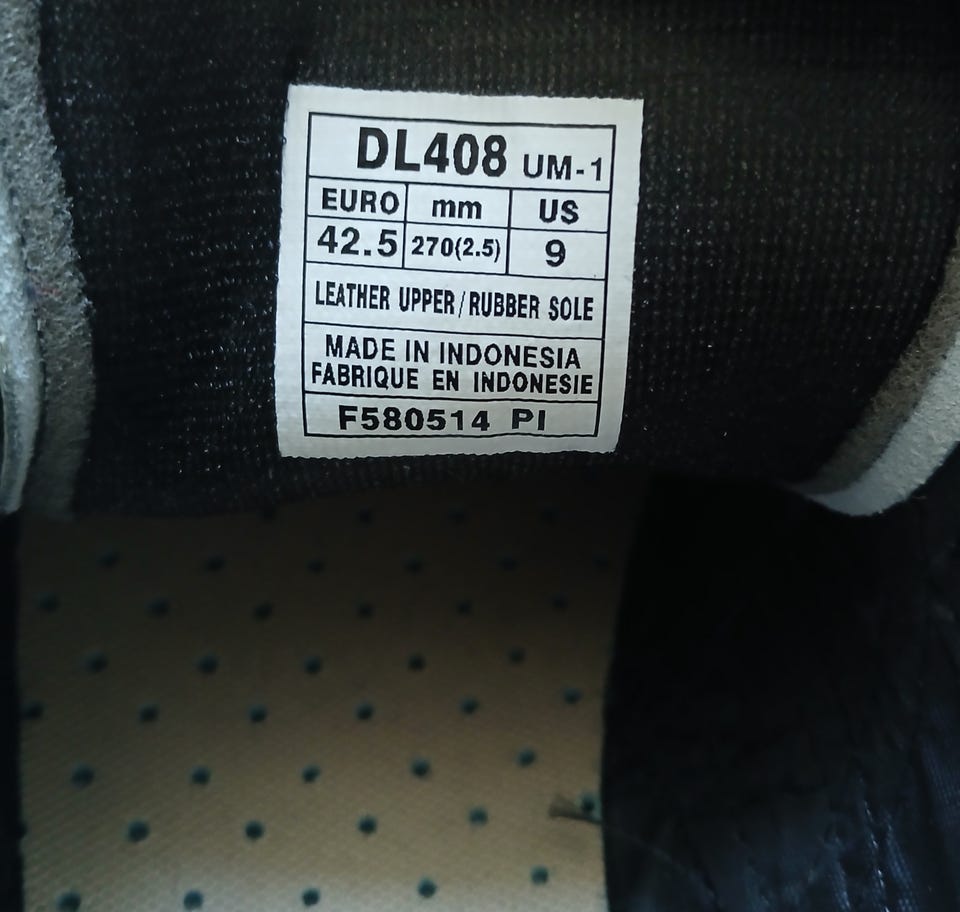 DL408 UM-1
EURO mm US
42.5 270(2.5) 9
LEATHER UPPER/RUBBER SOLE
MADE IN INDONESIA
FABRIQUE EN INDONESIE
F580514 PI